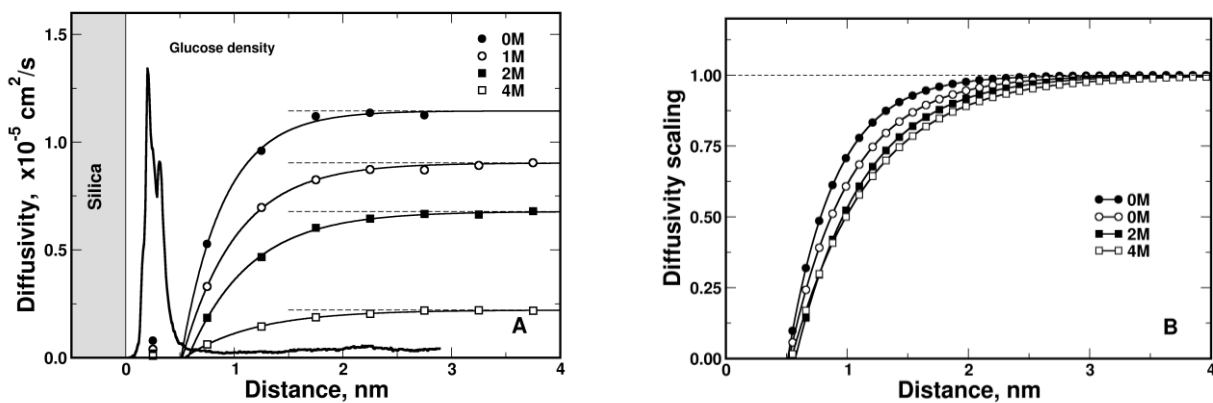 Glucose density
0M
1M
2M
4M
Silica
Diffusivity, x10⁻⁵ cm²/s
1.5
1.0
0.5
0.0
0
1
2
3
4
Distance, nm
A
Diffusivity scaling
1.00
0.75
0.50
0.25
0.00
0M
0M
2M
4M
B
0
1
2
3
4
Distance, nm